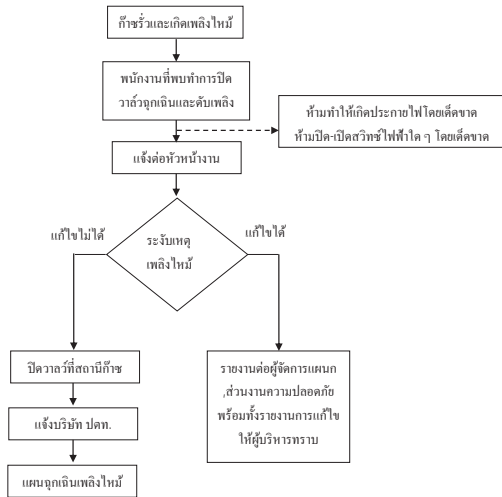 ก๊าซรั่วและเกิดเพลิงไหม้
พนักงานที่พบทำการปิด
วาล์วฉุกเฉินและดับเพลิง
ห้ามทำให้เกิดประกายไฟโดยเด็ดขาด
ห้ามปิด-เปิดสวิทซ์ไฟฟ้าใด ๆ โดยเด็ดขาด
แจ้งต่อหัวหน้างาน
แก้ไขไม่ได้
ระงับเหตุ
เพลิงไหม้
แก้ไขได้
ปิดวาลว์ที่สถานีก๊าซ
แจ้งบริษัท ปตท.
แผนฉุกเฉินเพลิงไหม้
รายงานต่อผู้จัดการแผนก
,ส่วนงานความปลอดภัย
พร้อมทั้งรายงานการแก้ไข
ให้ผู้บริหารทราบ